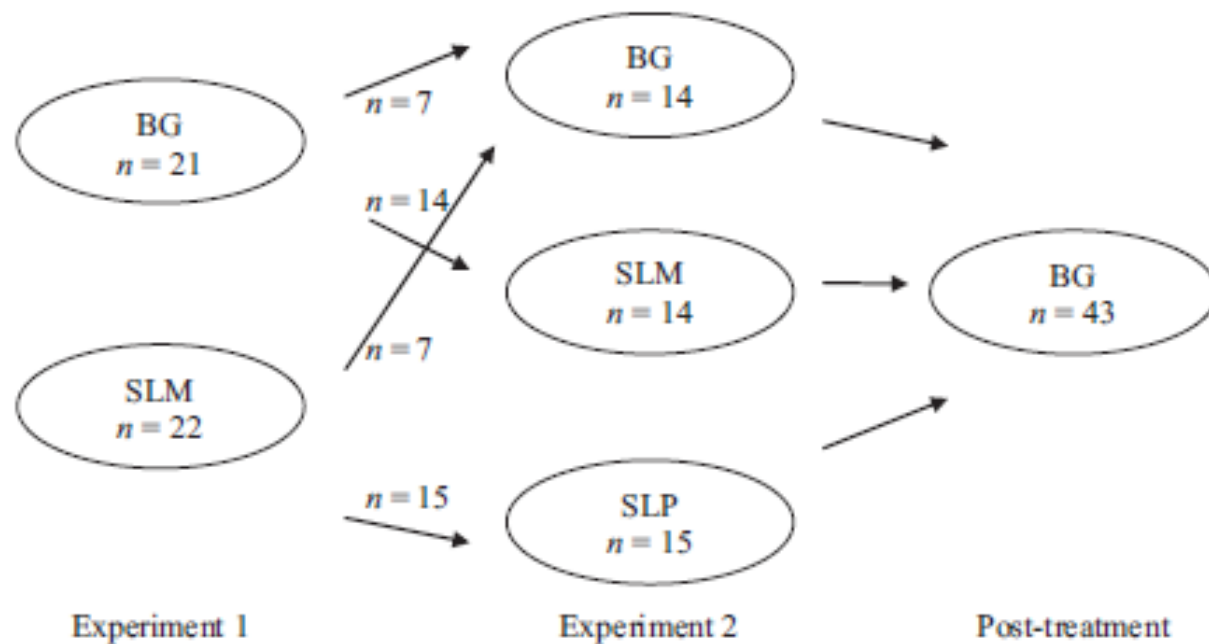 BG
n = 21
SLM
n = 22
n = 7
n = 14
n = 7
n = 15
BG
n = 14
SLM
n = 14
SLP
n = 15
BG
n = 43
Experiment 1
Experiment 2
Post-treatment